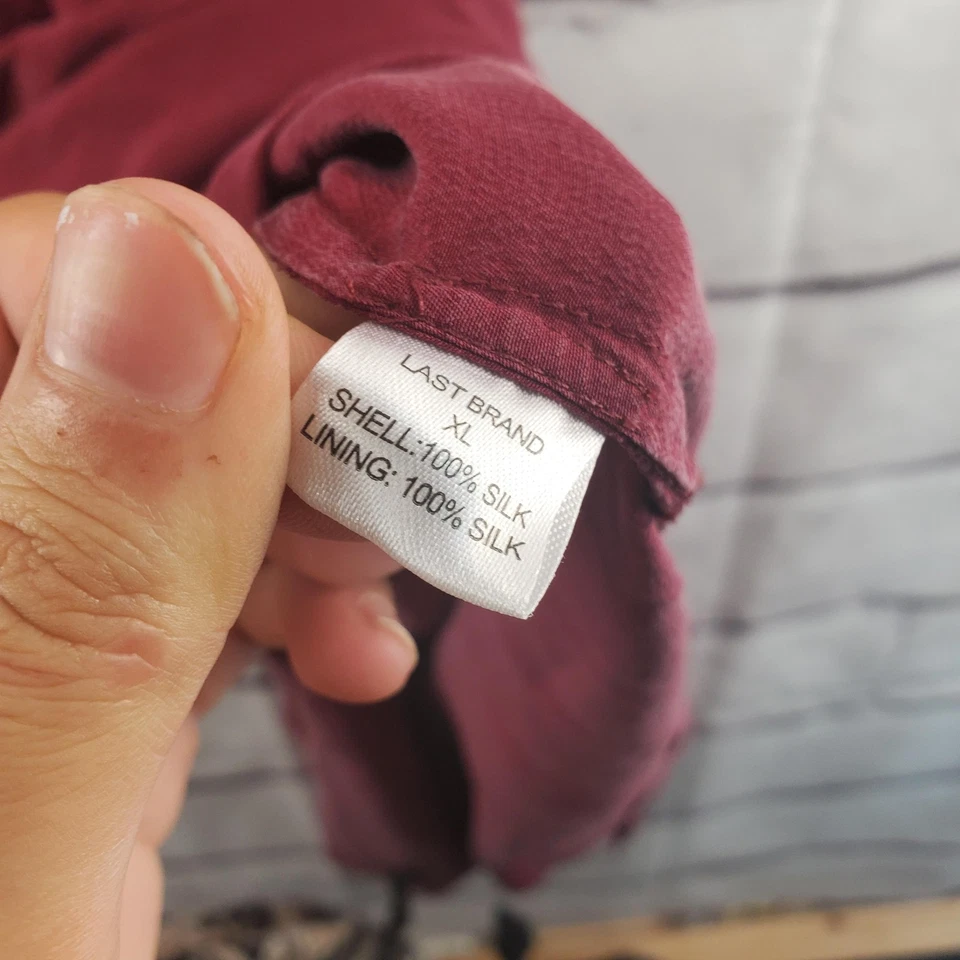 LAST BRAND
XL
SHELL:100% SILK
LINING: 100% SILK